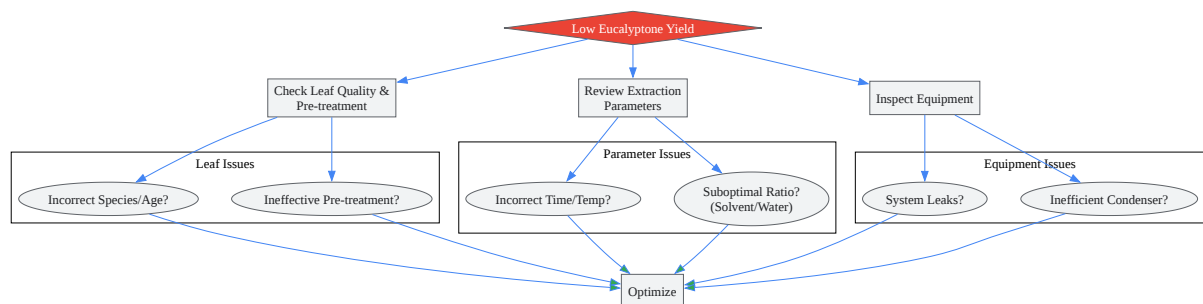 Low Eucalyptone Yield
Check Leaf Quality &
Pre-treatment
Review Extraction
Parameters
Inspect Equipment
Leaf Issues
Parameter Issues
Equipment Issues
Incorrect Species/Age?
Ineffective Pre-treatment?
Incorrect Time/Temp?
Suboptimal Ratio?
(Solvent/Water)
System Leaks?
Inefficient Condenser?
Optimize